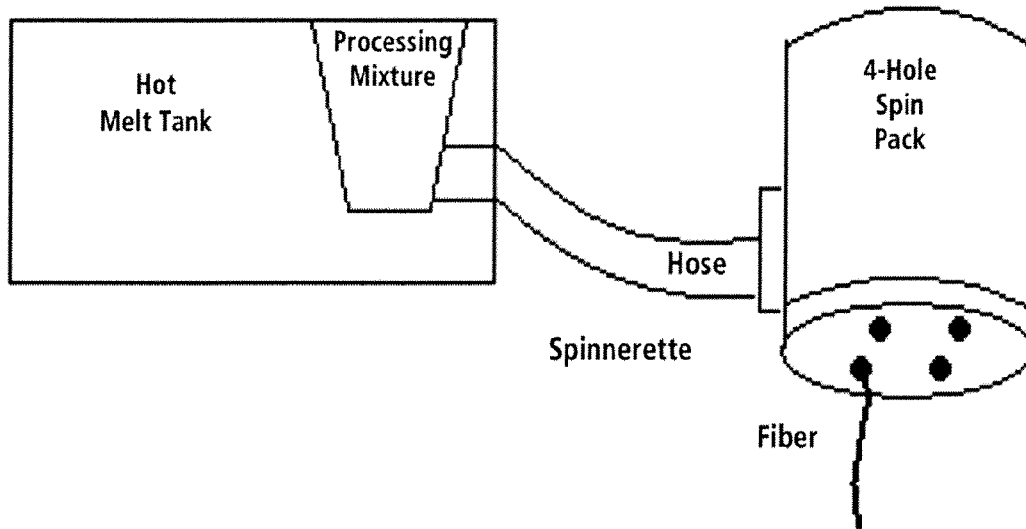 Hot
Melt Tank
Processing
Mixture
4-Hole
Spin
Pack
Hose
Spinnerette
Fiber